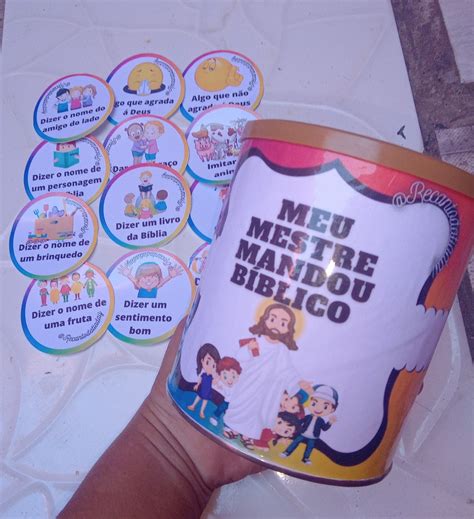 Dizer o nome do
amigo do lado
Algo que agrada
á Deus
Algo que não
Dizer o nome de
um personagem
Imitar
Dizer o nome de
um brinquedo
Dizer um livro
da Bíblia
Dizer o nome de
uma fruta
Dizer um
sentimento
bom
MEU
MESTRE
MANDOU
BÍBLICO